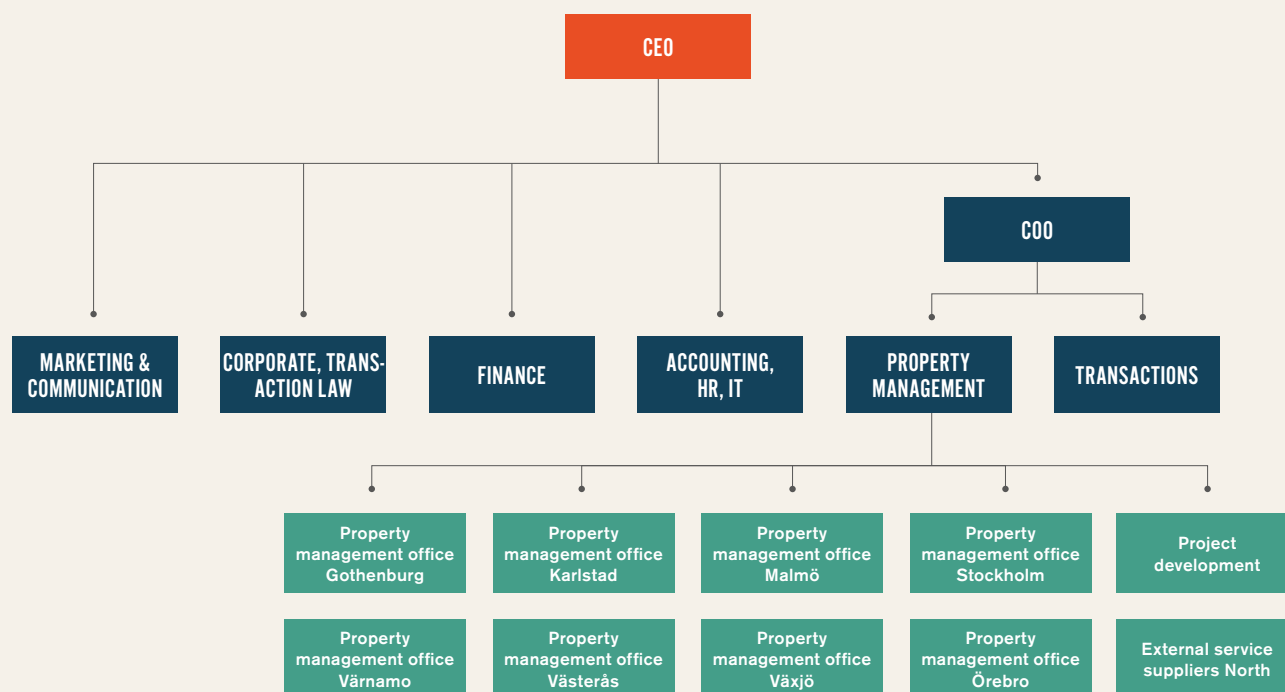 CEO
COO
MARKETING &
COMMUNICATION
CORPORATE, TRANS-
ACTION LAW
FINANCE
ACCOUNTING,
HR, IT
PROPERTY
MANAGEMENT
TRANSACTIONS
Property
management office
Gothenburg
Property
management office
Karlstad
Property
management office
Malmö
Property
management office
Stockholm
Project
development
Property
management office
Värnamo
Property
management office
Västerås
Property
management office
Växjö
Property
management office
Örebro
External service
suppliers North